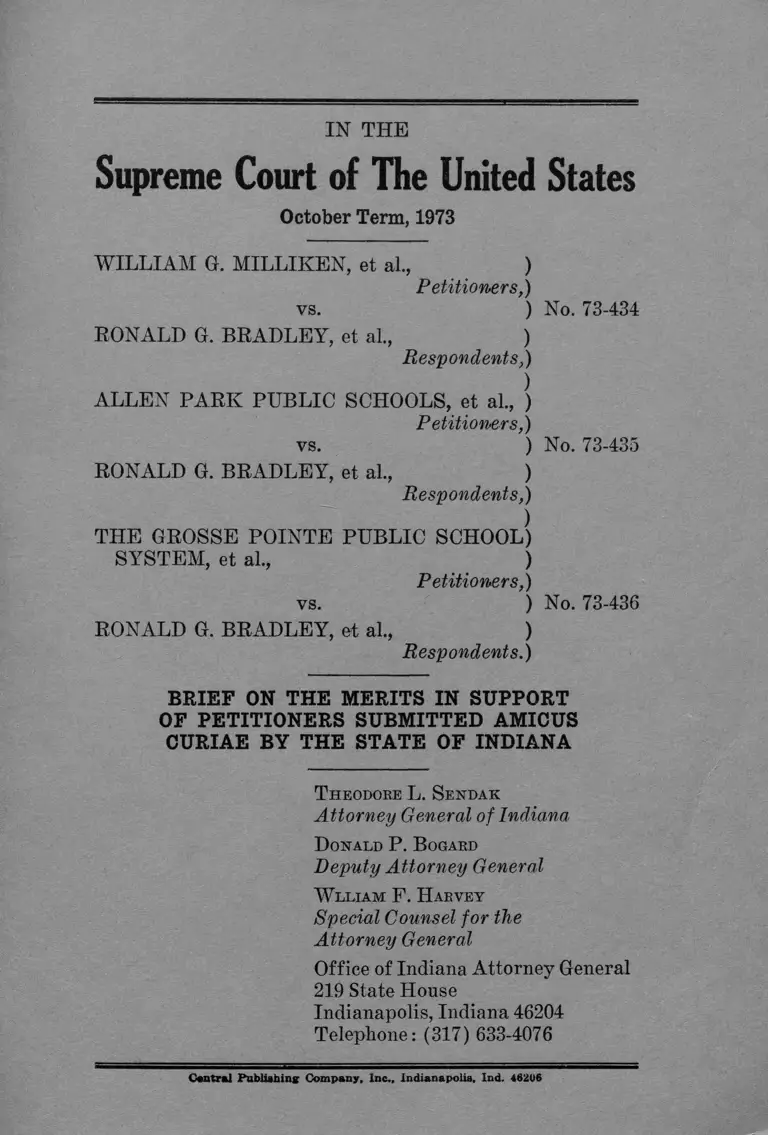 IN THE
Supreme Court of The United States
October Term, 1973
WILLIAM G. MILLIKEN, et al., )
Petitioners,)
vs. ) No. 73-434
RONALD G. BRADLEY, et al., )
Respondents,)
)
ALLEN PARK PUBLIC SCHOOLS, et al., )
Petitioners,)
vs. ) No. 73-435
RONALD G. BRADLEY, et al., )
Respondents,)
)
THE GROSSE POINTE PUBLIC SCHOOL)
SYSTEM, et al., )
Petitioners,)
vs. ) No. 73-436
RONALD G. BRADLEY, et al., )
Respondents.)
BRIEF ON THE MERITS IN SUPPORT
OF PETITIONERS SUBMITTED AMICUS
CURIAE BY THE STATE OF INDIANA
THEODORE L. SENDAK
Attorney General of Indiana
DONALD P. BOGARD
Deputy Attorney General
WLLIAM F. HARVEY
Special Counsel for the
Attorney General
Office of Indiana Attorney General
219 State House
Indianapolis, Indiana 46204
Telephone: (317) 633-4076
Central Publishing Company, Inc., Indianapolis, Ind. 46206